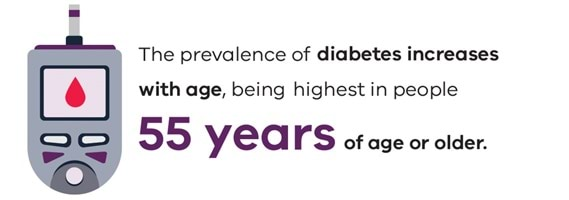 The prevalence of diabetes increases
with age, being highest in people
55 years of age or older.